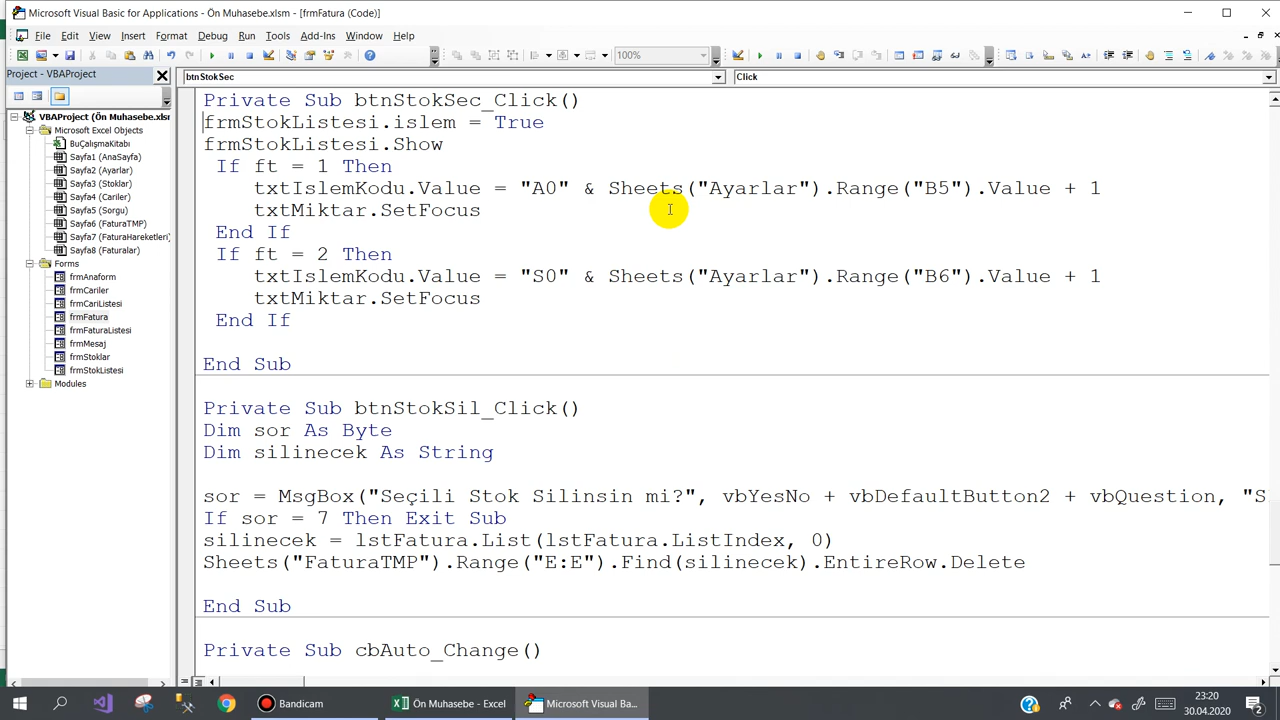 Microsoft Visual Basic for Applications - Ön Muhasebe.xlsm - [frmFatura (Code)]
File Edit View Insert Format Debug Run Tools Add-Ins Window Help
100%
Project - VBAProject
btnStokSec
Click
VBAProject (Ön Muhasebe.xlsm
Microsoft Excel Objects
BuÇalışmaKitabı
Sayfa1 (AnaSayfa)
Sayfa2 (Ayarlar)
Sayfa3 (Stoklar)
Sayfa4 (Cariler)
Sayfa5 (Sorgu)
Sayfa6 (FaturaTMP)
Sayfa7 (FaturaHareketleri)
Sayfa8 (Faturalar)
Forms
frmAnaform
frmCariler
frmCariListesi
frmFatura
frmFaturaListesi
frmMesaj
frmStoklar
frmStokListesi
Modules
Private Sub btnStokSec_Click()
frmStokListesi.islem = True
frmStokListesi.Show
If ft = 1 Then
txtIslemKodu.Value = "A0" & Sheets("Ayarlar").Range("B5").Value + 1
txtMiktar.SetFocus
End If
If ft = 2 Then
txtIslemKodu.Value = "S0" & Sheets("Ayarlar").Range("B6").Value + 1
txtMiktar.SetFocus
End If
End Sub
Private Sub btnStokSil_Click()
Dim sor As Byte
Dim silinecek As String
sor = MsgBox("Seçili Stok Silinsin mi?", vbYesNo + vbDefaultButton2 + vbQuestion, "S
If sor = 7 Then Exit Sub
silinecek = lstFatura.List(lstFatura.ListIndex, 0)
Sheets("FaturaTMP").Range("E:E").Find(silinecek).EntireRow.Delete
End Sub
Private Sub cbAuto_Change()
Bandicam
Ön Muhasebe - Excel
Microsoft Visual Ba...
23:20
30.04.2020
2